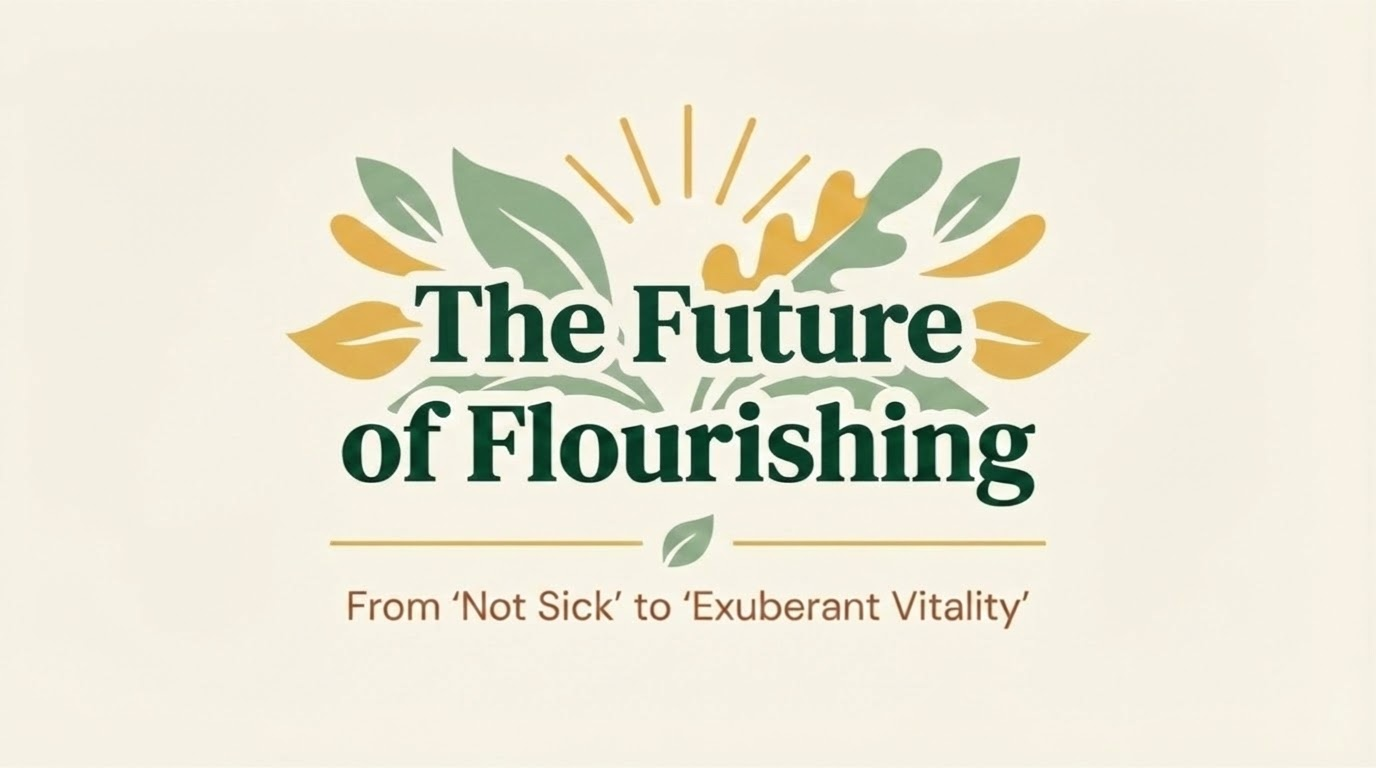 The Future
of Flourishing
From ‘Not Sick’ to ‘Exuberant Vitality’